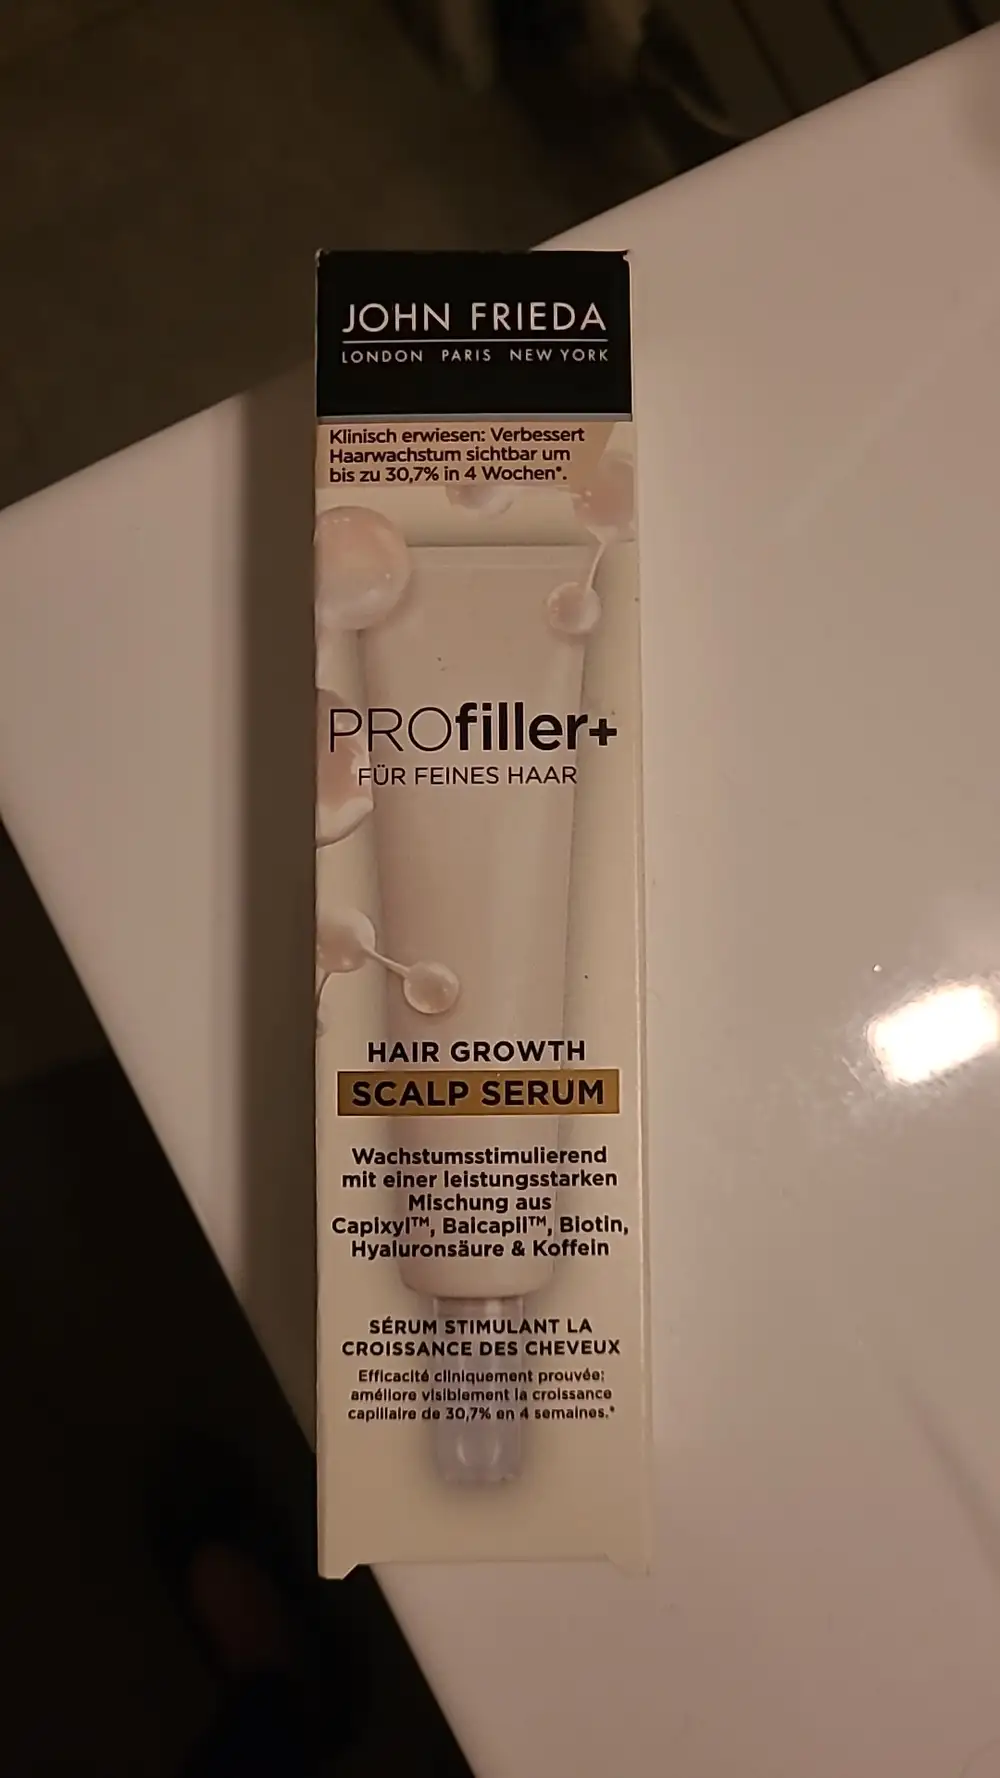 JOHN FRIEDA
LONDON PARIS NEW YORK
Klinisch erwiesen: Verbessert
Haarwachstum sichtbar um
bis zu 30,7% in 4 Wochen*.
PROfiller+
FÜR FEINES HAAR
HAIR GROWTH
SCALP SERUM
Wachstumsstimulierend
mit einer leistungsstarken
Mischung aus
Capixyl™, Baicapil™, Biotin,
Hyaluronsäure & Koffein
SÉRUM STIMULANT LA
CROISSANCE DES CHEVEUX
Efficacité cliniquement prouvée:
améliore visiblement la croissance
capillaire de 30,7% en 4 semaines.*